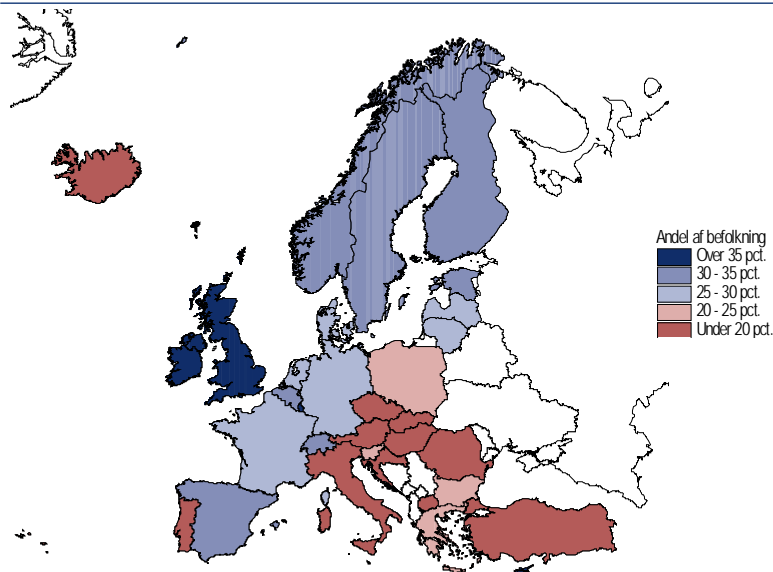 Andel af befolkning
Over 35 pct.
30 - 35 pct.
25 - 30 pct.
20 - 25 pct.
Under 20 pct.